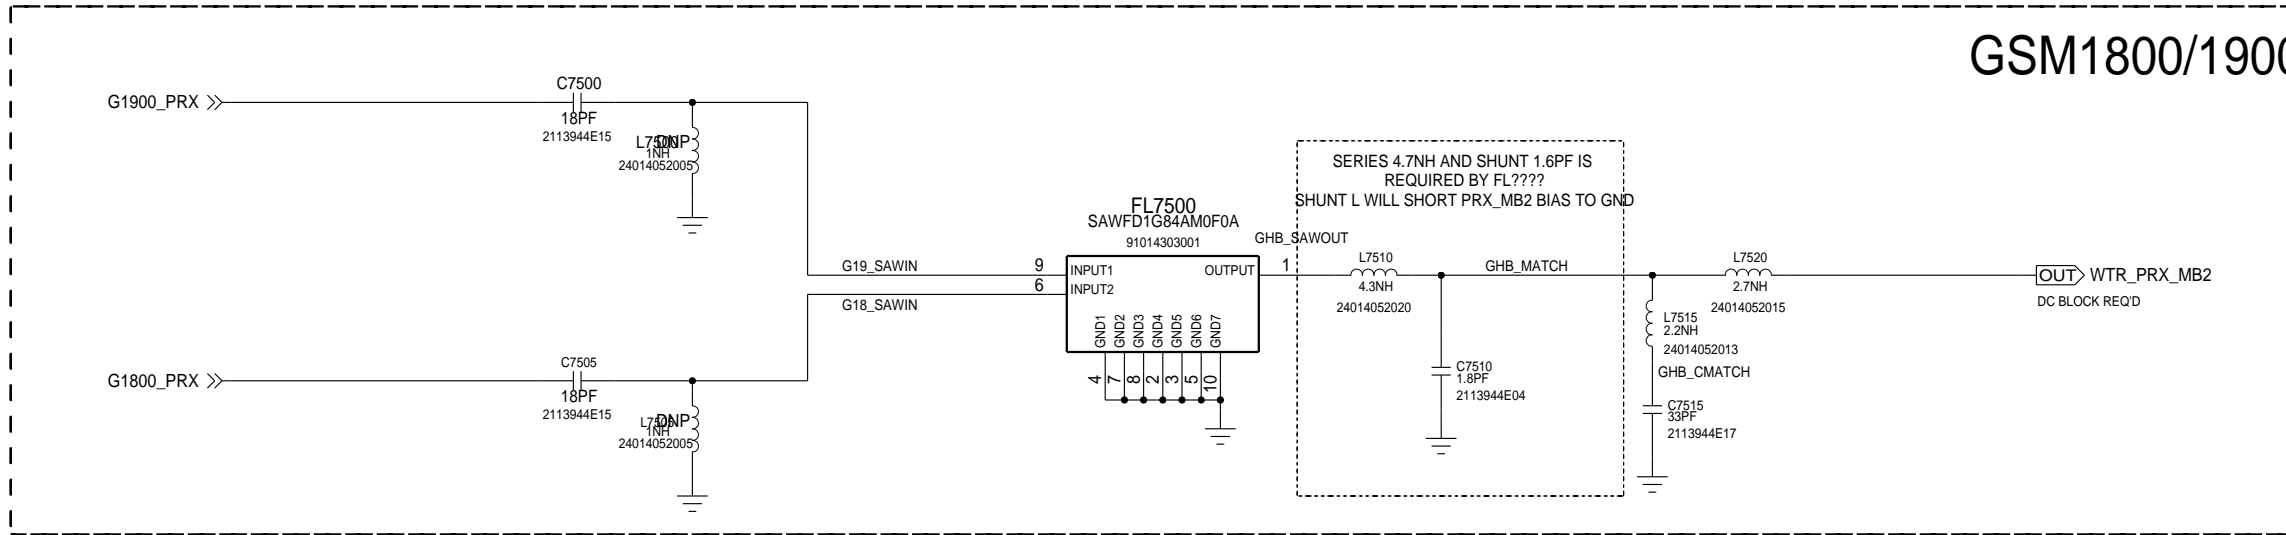 GSM1800/1900
C7500
G1900_PRX
18PF
2113944E15
L7500
DNP
1NH
24014052005
SERIES 4.7NH AND SHUNT 1.6PF IS
REQUIRED BY FL????
SHUNT L WILL SHORT PRX_MB2 BIAS TO GND
FL7500
SAWFD1G84AM0F0A
91014303001
GHB_SAWOUT
G19_SAWIN
9
INPUT1
OUTPUT
1
6
INPUT2
G18_SAWIN
GND1
GND2
GND3
GND4
GND5
GND6
GND7
4
7
8
2
3
5
10
L7510
4.3NH
24014052020
GHB_MATCH
L7520
2.7NH
24014052015
OUT
WTR_PRX_MB2
DC BLOCK REQ'D
L7515
2.2NH
24014052013
GHB_CMATCH
C7510
1.8PF
2113944E04
C7515
33PF
2113944E17
C7505
G1800_PRX
18PF
2113944E15
L7505
DNP
1NH
24014052005